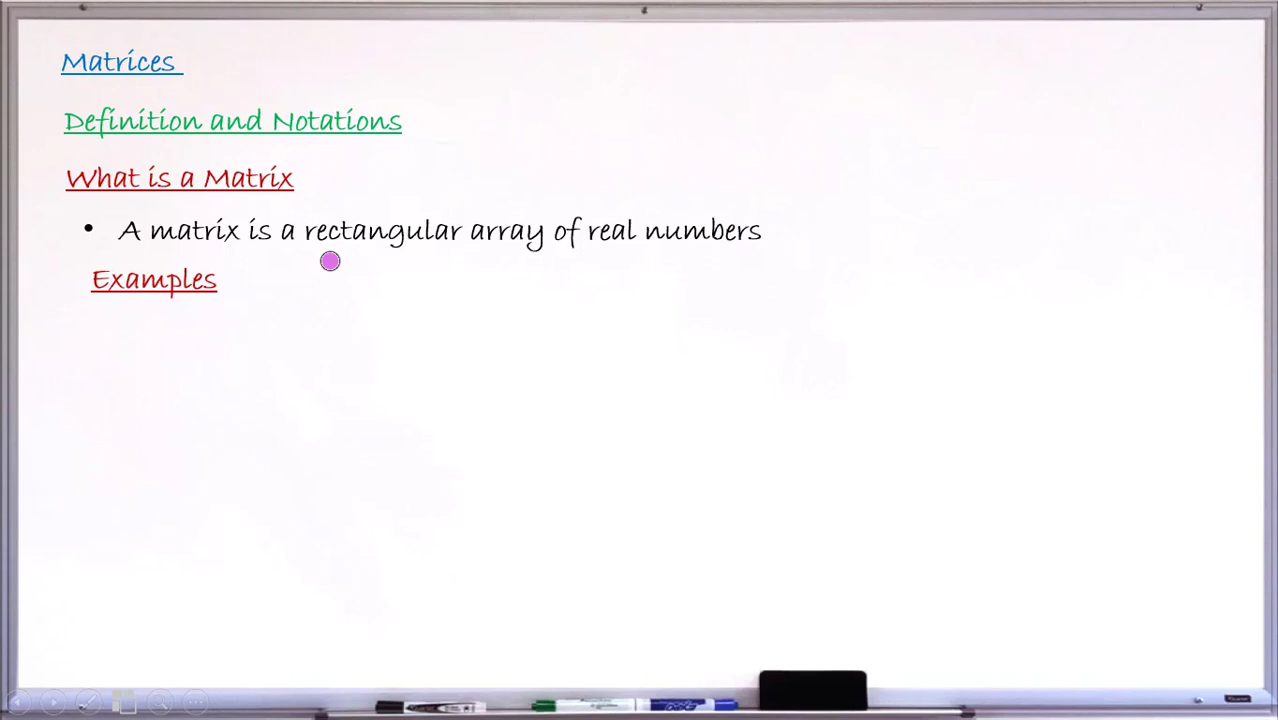 Matrices
Definition and Notations
What is a Matrix
• A matrix is a rectangular array of real numbers
Examples